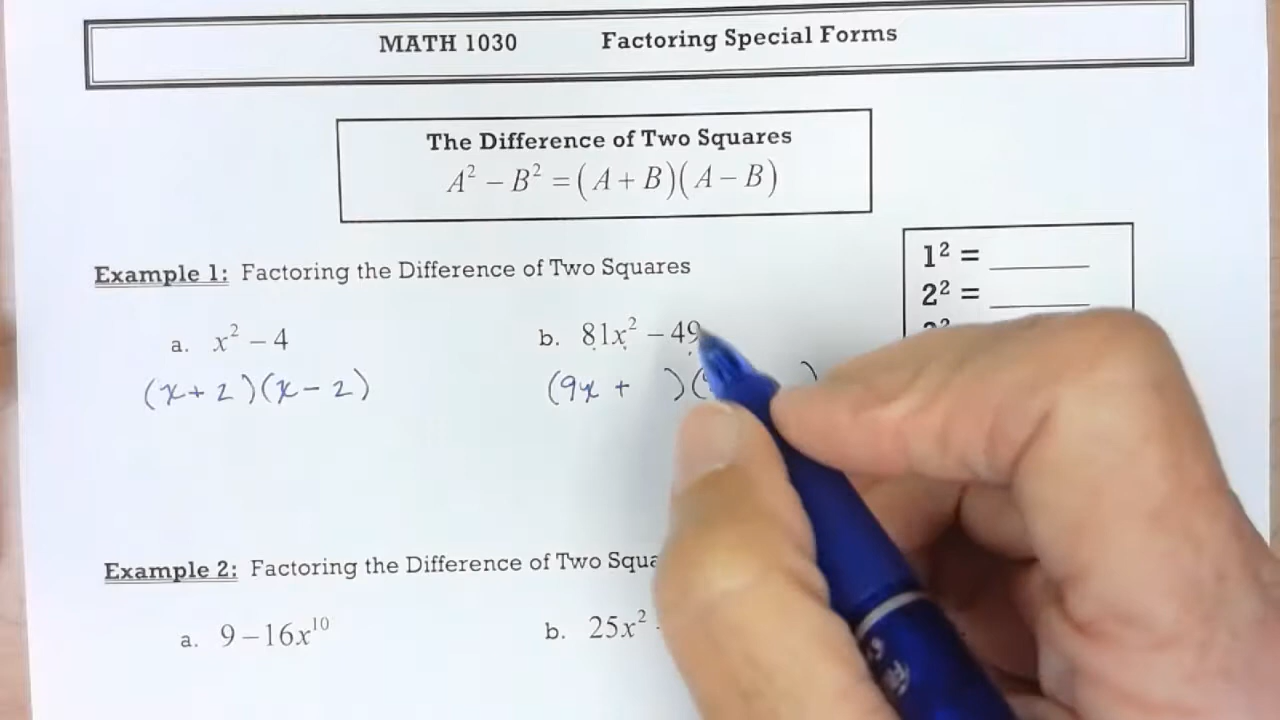 MATH 1030 Factoring Special Forms
The Difference of Two Squares
A² − B² = (A + B)(A − B)
Example 1: Factoring the Difference of Two Squares
1² = ______
2² = ______
a. x² − 4
b. 81x² − 49
(x + 2)(x − 2)
(9x + )( )
Example 2: Factoring the Difference of Two
a. 9 − 16x¹⁰
b. 25x²